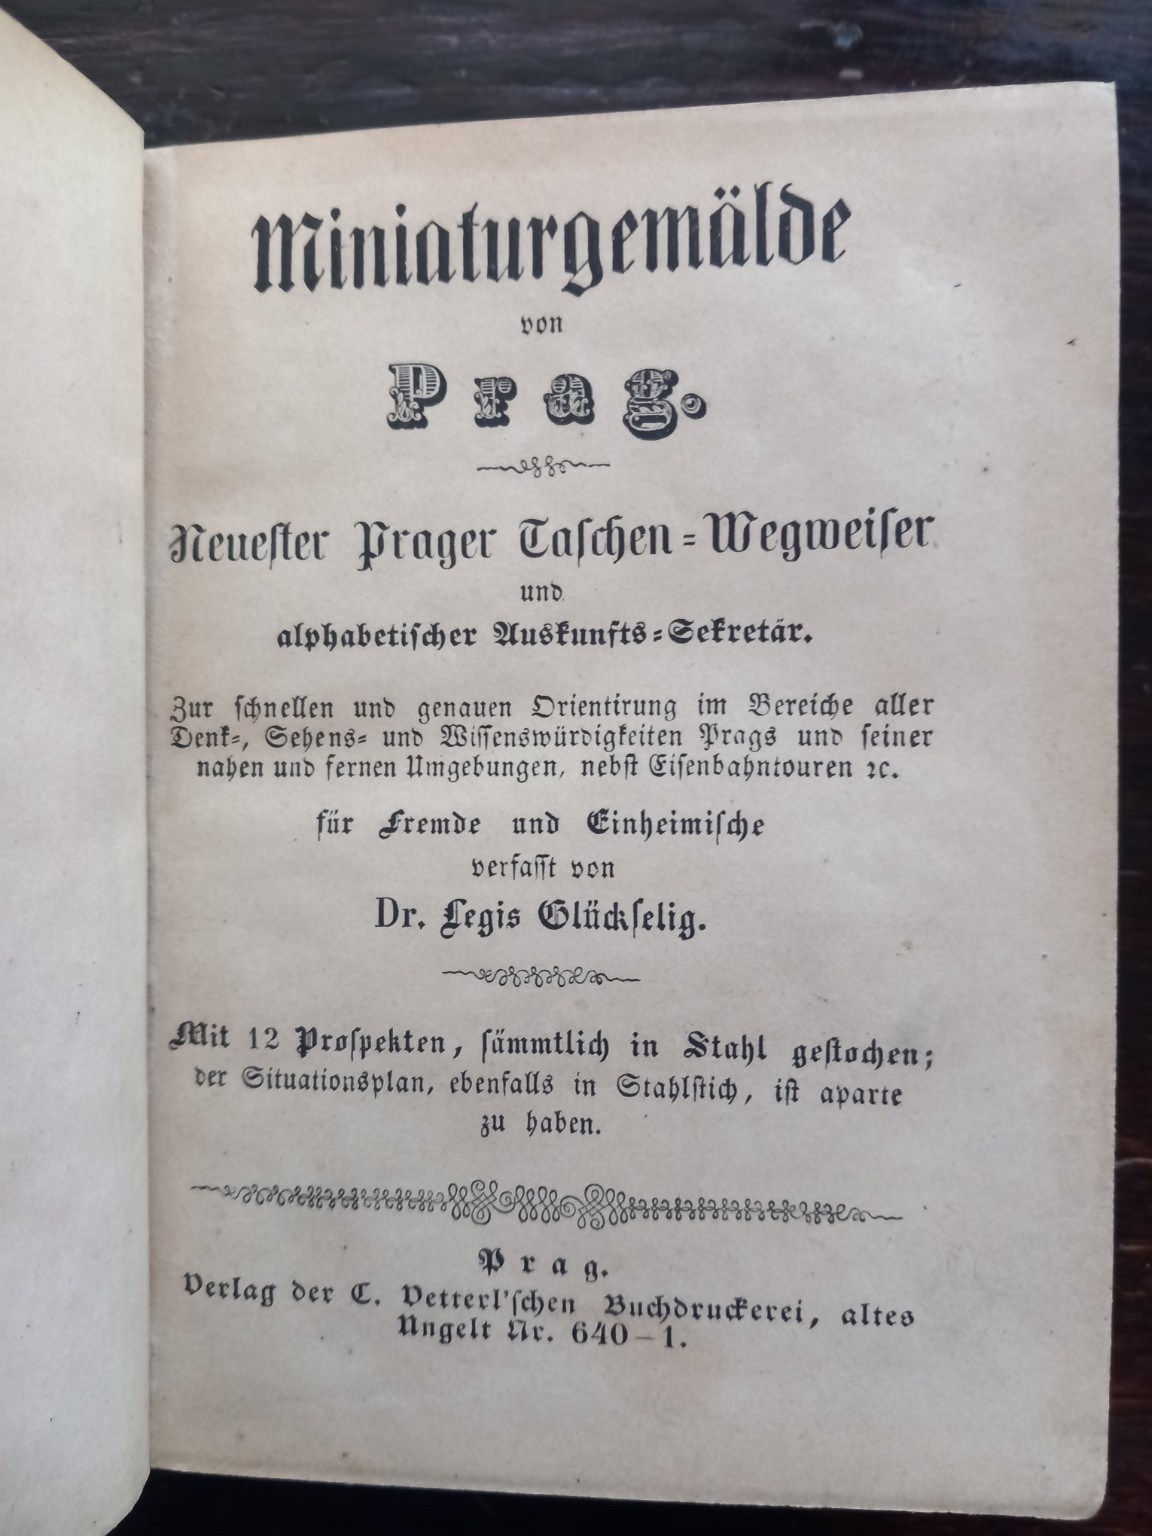 Miniaturgemälde
von
Prag.
Neuester Prager Taschen-Wegweiser
und
alphabetischer Auskunfts-Sekretär.
Zur schnellen und genauen Orientirung im Bereiche aller
Denk-, Sehens- und Wissenswürdigkeiten Prags und seiner
nahen und fernen Umgebungen, nebst Eisenbahntouren ꝛc.
für Fremde und Einheimische
verfasst von
Dr. Legis Glückselig.
Mit 12 Prospekten, sämmtlich in Stahl gestochen;
der Situationsplan, ebenfalls in Stahlstich, ist aparte
zu haben.
Prag.
Verlag der C. Vetterl'schen Buchdruckerei, altes
Ungelt Nr. 640-1.